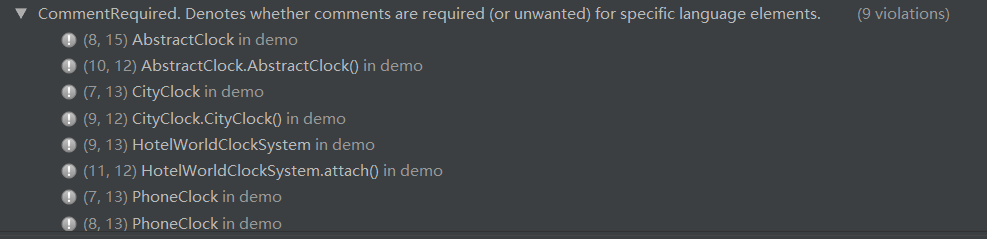 CommentRequired. Denotes whether comments are required (or unwanted) for specific language elements. (9 violations)
(8, 15) AbstractClock in demo
(10, 12) AbstractClock.AbstractClock() in demo
(7, 13) CityClock in demo
(9, 12) CityClock.CityClock() in demo
(9, 13) HotelWorldClockSystem in demo
(11, 12) HotelWorldClockSystem.attach() in demo
(7, 13) PhoneClock in demo
(8, 13) PhoneClock in demo